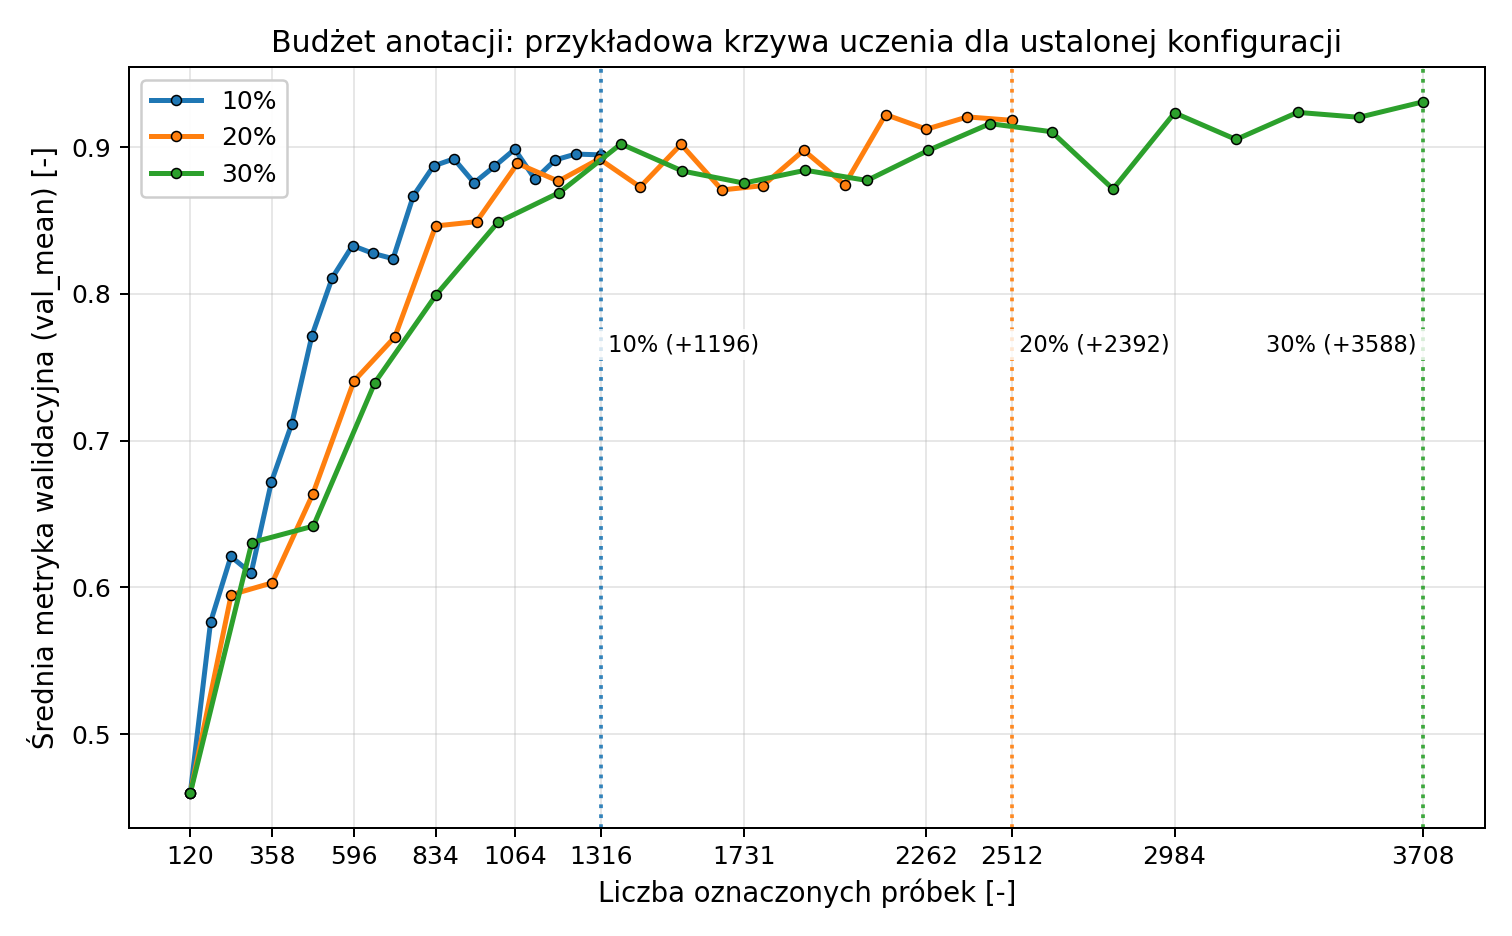 Budżet anotacji: przykładowa krzywa uczenia dla ustalonej konfiguracji
10%
20%
30%
0.9
0.8
0.7
0.6
0.5
Średnia metryka walidacyjna (val_mean) [-]
10% (+1196)
20% (+2392)
30% (+3588)
120 358 596 834 1064 1316 1731 2262 2512 2984 3708
Liczba oznaczonych próbek [-]